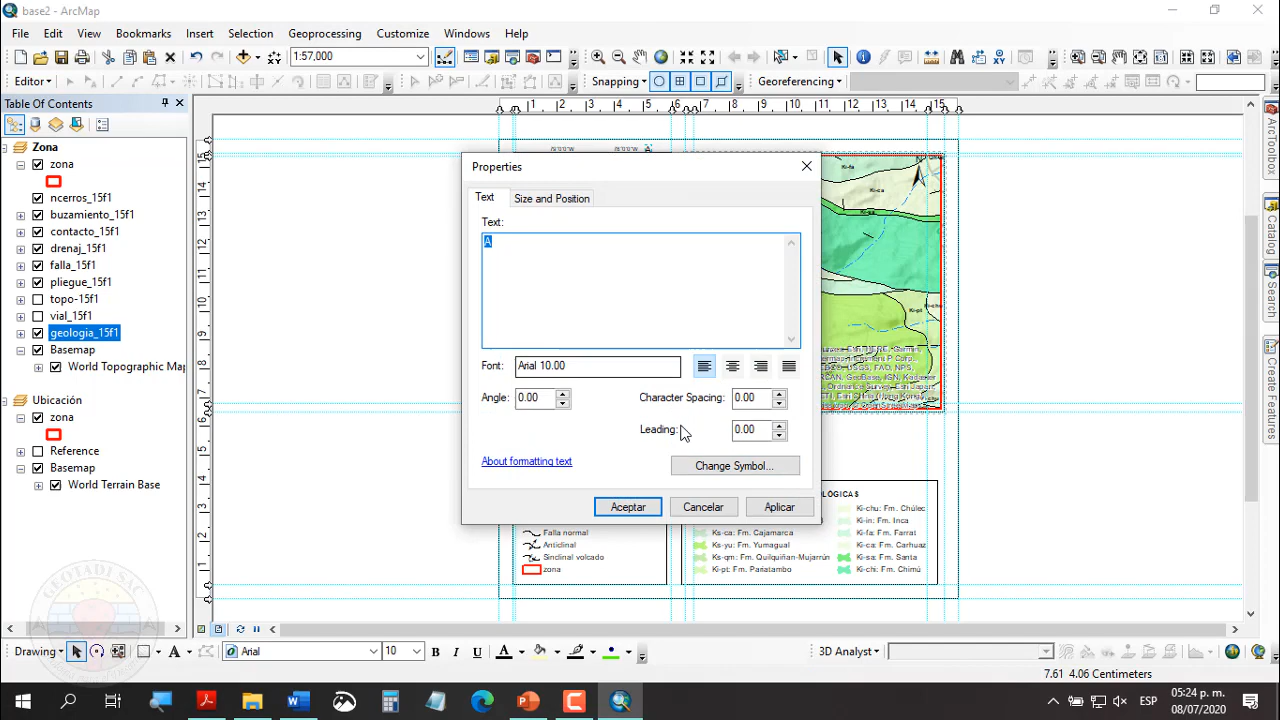 base2 - ArcMap
File Edit View Bookmarks Insert Selection Geoprocessing Customize Windows Help
1:57,000
Editor Snapping Georeferencing
Table Of Contents
Zona
zona
ncerros_15f1
buzamiento_15f1
contacto_15f1
drenaj_15f1
falla_15f1
pliegue_15f1
topo-15f1
vial_15f1
geologia_15f1
Basemap
World Topographic Map
Ubicación
zona
Reference
Basemap
World Terrain Base
Properties
Text Size and Position
Text:
A
Font: Arial 10.00
Angle: 0.00 Character Spacing: 0.00
Leading: 0.00
About formatting text Change Symbol...
Aceptar Cancelar Aplicar
Falla normal
Anticlinal
Sinclinal volcado
zona
Ks-ca: Fm. Cajamarca
Ks-yu: Fm. Yumagual
Ks-qm: Fm. Quilquiñan-Mujarrún
Ki-pt: Fm. Pariatambo
Ki-chu: Fm. Chúlec
Ki-in: Fm. Inca
Ki-fa: Fm. Farrat
Ki-ca: Fm. Carhuaz
Ki-sa: Fm. Santa
Ki-chi: Fm. Chimú
ArcToolbox
Catalog
Search
Create Features
GEOTADI SAC
Drawing Arial 10 B I U A 3D Analyst
7.61 4.06 Centimeters
ESP
05:24 p. m.
08/07/2020